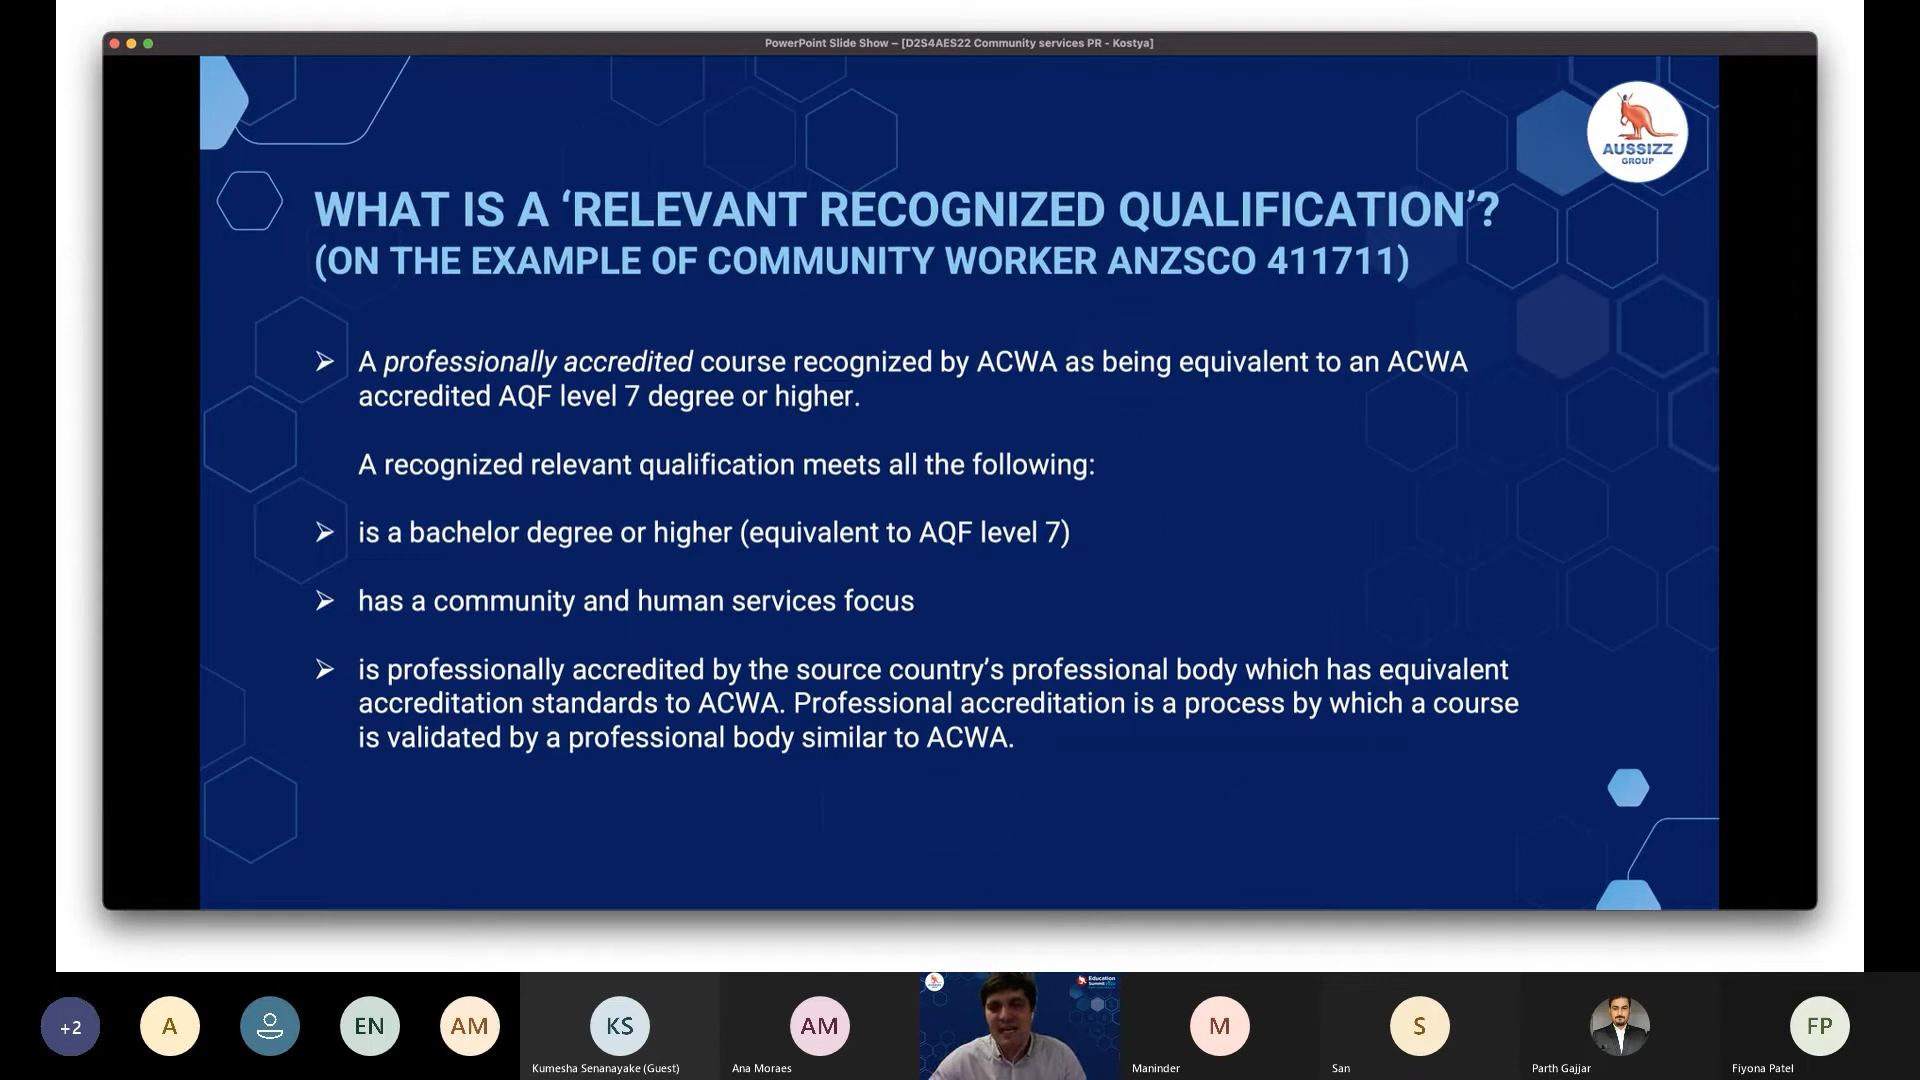 PowerPoint Slide Show – [D2S4AES22 Community services PR - Kostya]
AUSSIZZ
GROUP
WHAT IS A ‘RELEVANT RECOGNIZED QUALIFICATION’?
(ON THE EXAMPLE OF COMMUNITY WORKER ANZSCO 411711)
➢ A professionally accredited course recognized by ACWA as being equivalent to an ACWA
accredited AQF level 7 degree or higher.
A recognized relevant qualification meets all the following:
➢ is a bachelor degree or higher (equivalent to AQF level 7)
➢ has a community and human services focus
➢ is professionally accredited by the source country’s professional body which has equivalent
accreditation standards to ACWA. Professional accreditation is a process by which a course
is validated by a professional body similar to ACWA.
+2
A
EN
AM
KS
Kumesha Senanayake (Guest)
AM
Ana Moraes
Education
M
Maninder
S
San
Parth Gajjar
FP
Fiyona Patel